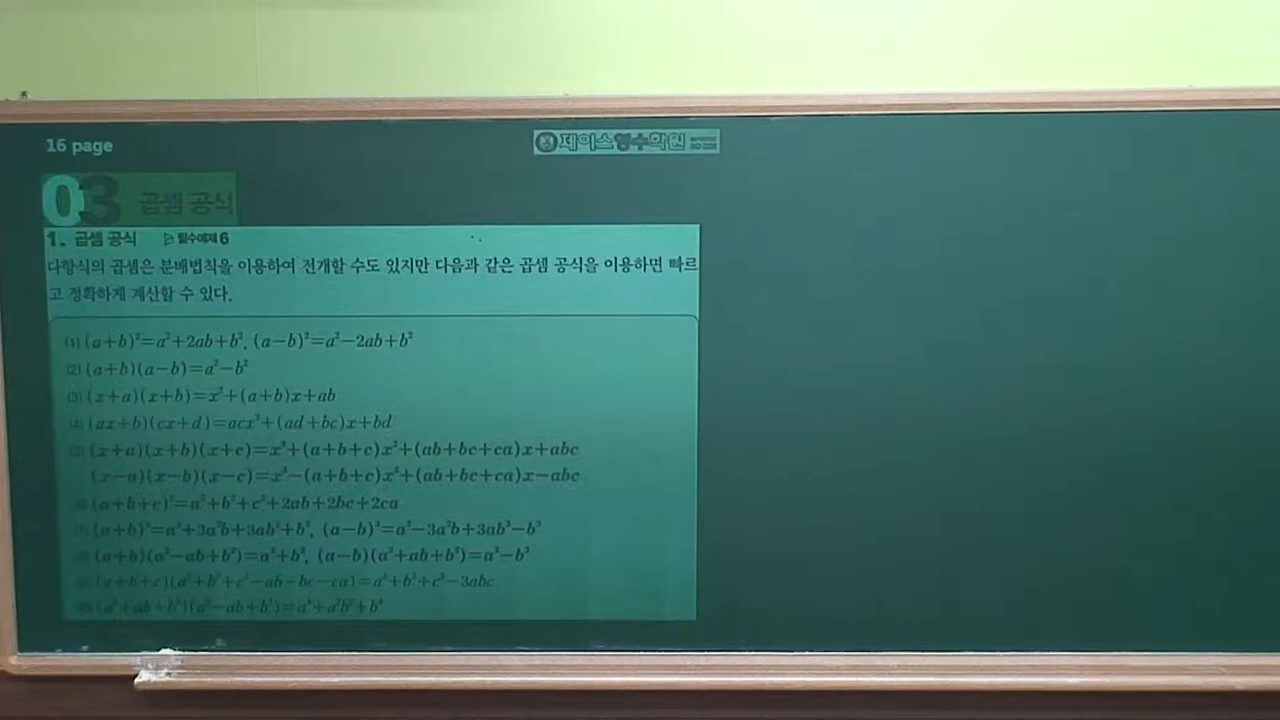 16 page
제이스영수학원
03 곱셈 공식
1. 곱셈 공식 ▷ 필수예제 6
다항식의 곱셈은 분배법칙을 이용하여 전개할 수도 있지만 다음과 같은 곱셈 공식을 이용하면 빠르
고 정확하게 계산할 수 있다.
(1) (a+b)²=a²+2ab+b², (a−b)²=a²−2ab+b²
(2) (a+b)(a−b)=a²−b²
(3) (x+a)(x+b)=x²+(a+b)x+ab
(4) (ax+b)(cx+d)=acx²+(ad+bc)x+bd
(5) (x+a)(x+b)(x+c)=x³+(a+b+c)x²+(ab+bc+ca)x+abc
(x−a)(x−b)(x−c)=x³−(a+b+c)x²+(ab+bc+ca)x−abc
(6) (a+b+c)²=a²+b²+c²+2ab+2bc+2ca
(7) (a+b)³=a³+3a²b+3ab²+b³, (a−b)³=a³−3a²b+3ab²−b³
(8) (a+b)(a²−ab+b²)=a³+b³, (a−b)(a²+ab+b²)=a³−b³
(9) (a+b+c)(a²+b²+c²−ab−bc−ca)=a³+b³+c³−3abc
(10) (a²+ab+b²)(a²−ab+b²)=a⁴+a²b²+b⁴